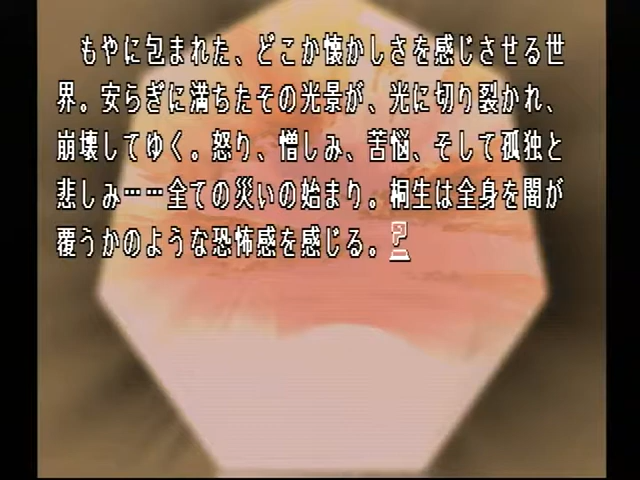 もやに包まれた、どこか懐かしさを感じさせる世
界。安らぎに満ちたその光景が、光に切り裂かれ、
崩壊してゆく。怒り、憎しみ、苦悩、そして孤独と
悲しみ……全ての災いの始まり。桐生は全身を闇が
覆うかのような恐怖感を感じる。